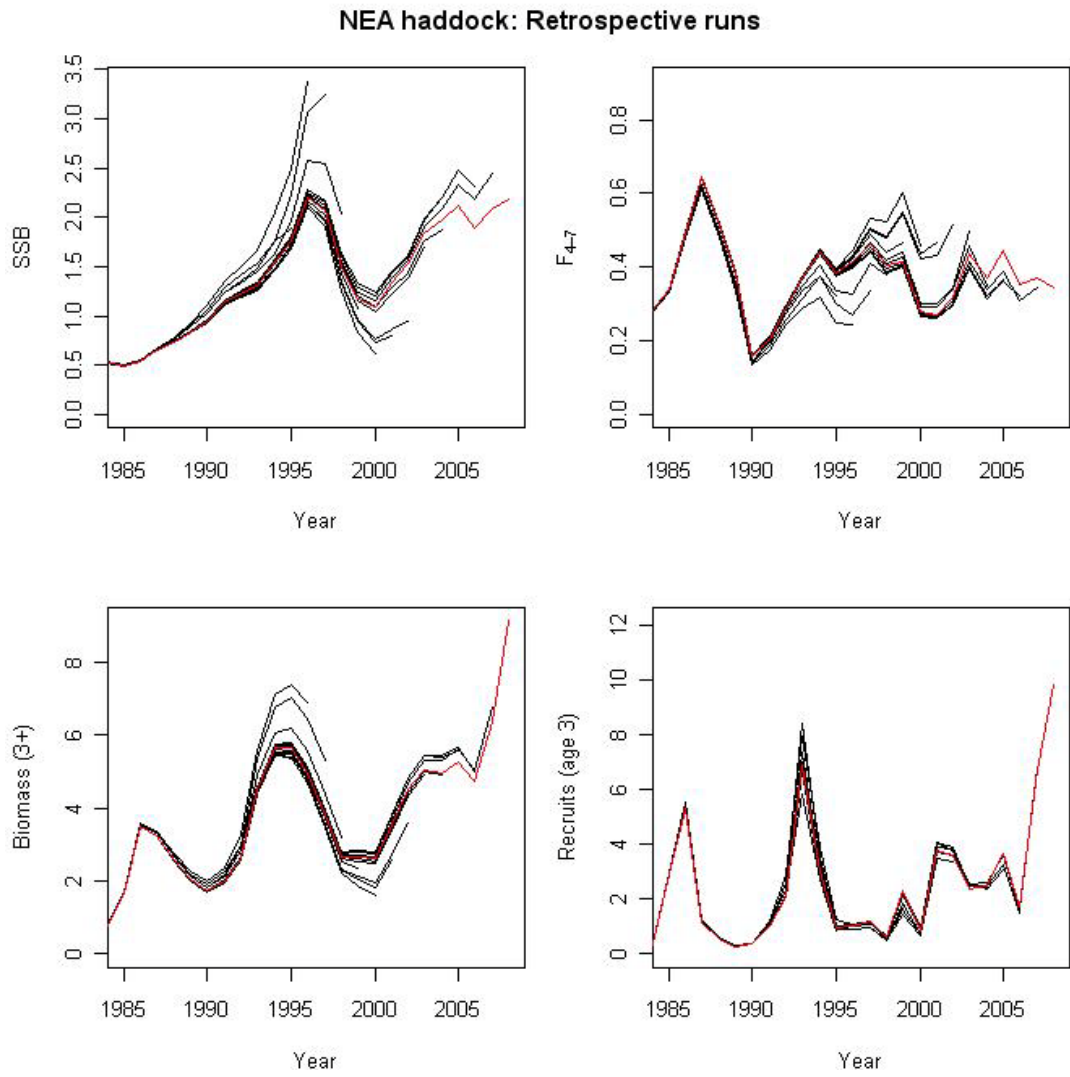 NEA haddock: Retrospective runs
SSB
0.0 0.5 1.0 1.5 2.0 2.5 3.0 3.5
1985 1990 1995 2000 2005
Year
F4–7
0.0 0.2 0.4 0.6 0.8
1985 1990 1995 2000 2005
Year
Biomass (3+)
0 2 4 6 8
1985 1990 1995 2000 2005
Year
Recruits (age 3)
0 2 4 6 8 10 12
1985 1990 1995 2000 2005
Year